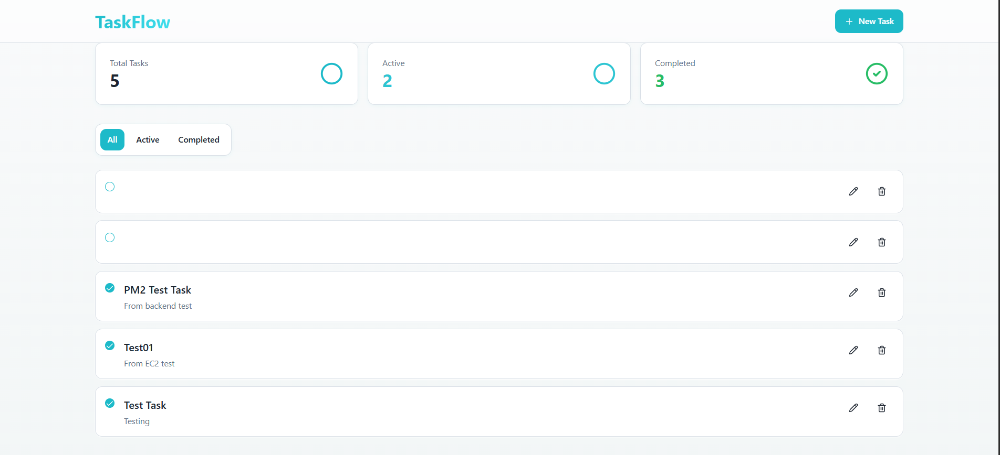 TaskFlow
New Task
Total Tasks
5
Active
2
Completed
3
All Active Completed
PM2 Test Task
From backend test
Test01
From EC2 test
Test Task
Testing